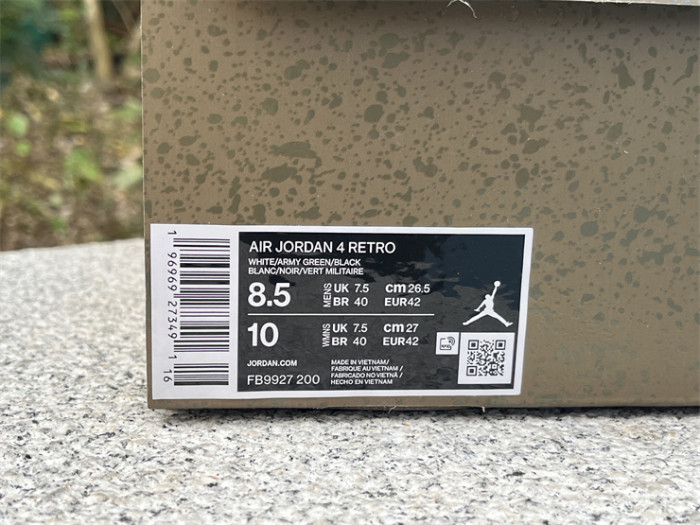 AIR JORDAN 4 RETRO
WHITE/ARMY GREEN/BLACK
BLANC/NOIR/VERT MILITAIRE
8.5 MENS UK 7.5 cm 26.5
BR 40 EUR 42
10 WMNS UK 7.5 cm 27
BR 40 EUR 42
JORDAN.COM
FB9927 200
MADE IN VIETNAM/
FABRIQUE AU VIETNAM/
FABRICADO NO VIETNÃ/
HECHO EN VIETNAM
1 96969 27349 1 16